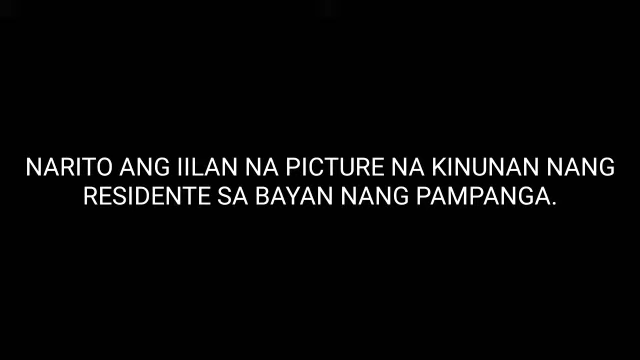 NARITO ANG IILAN NA PICTURE NA KINUNAN NANG
RESIDENTE SA BAYAN NANG PAMPANGA.